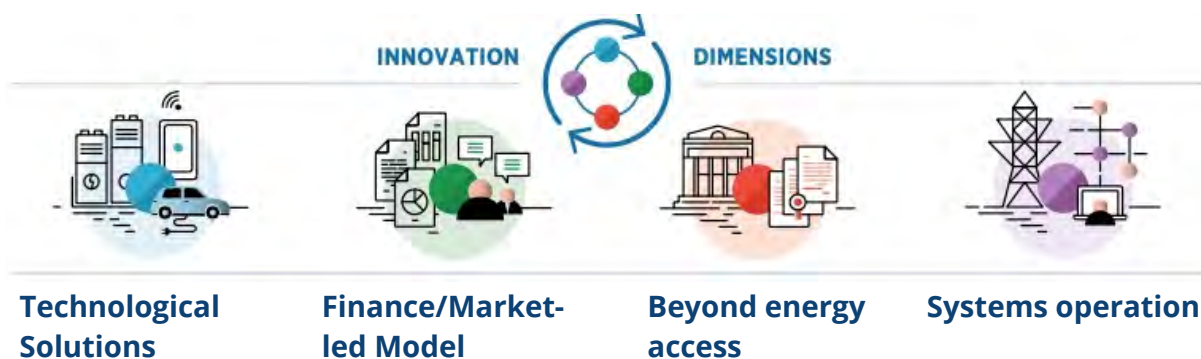 INNOVATION DIMENSIONS
Technological
Solutions
Finance/Market-
led Model
Beyond energy
access
Systems operation